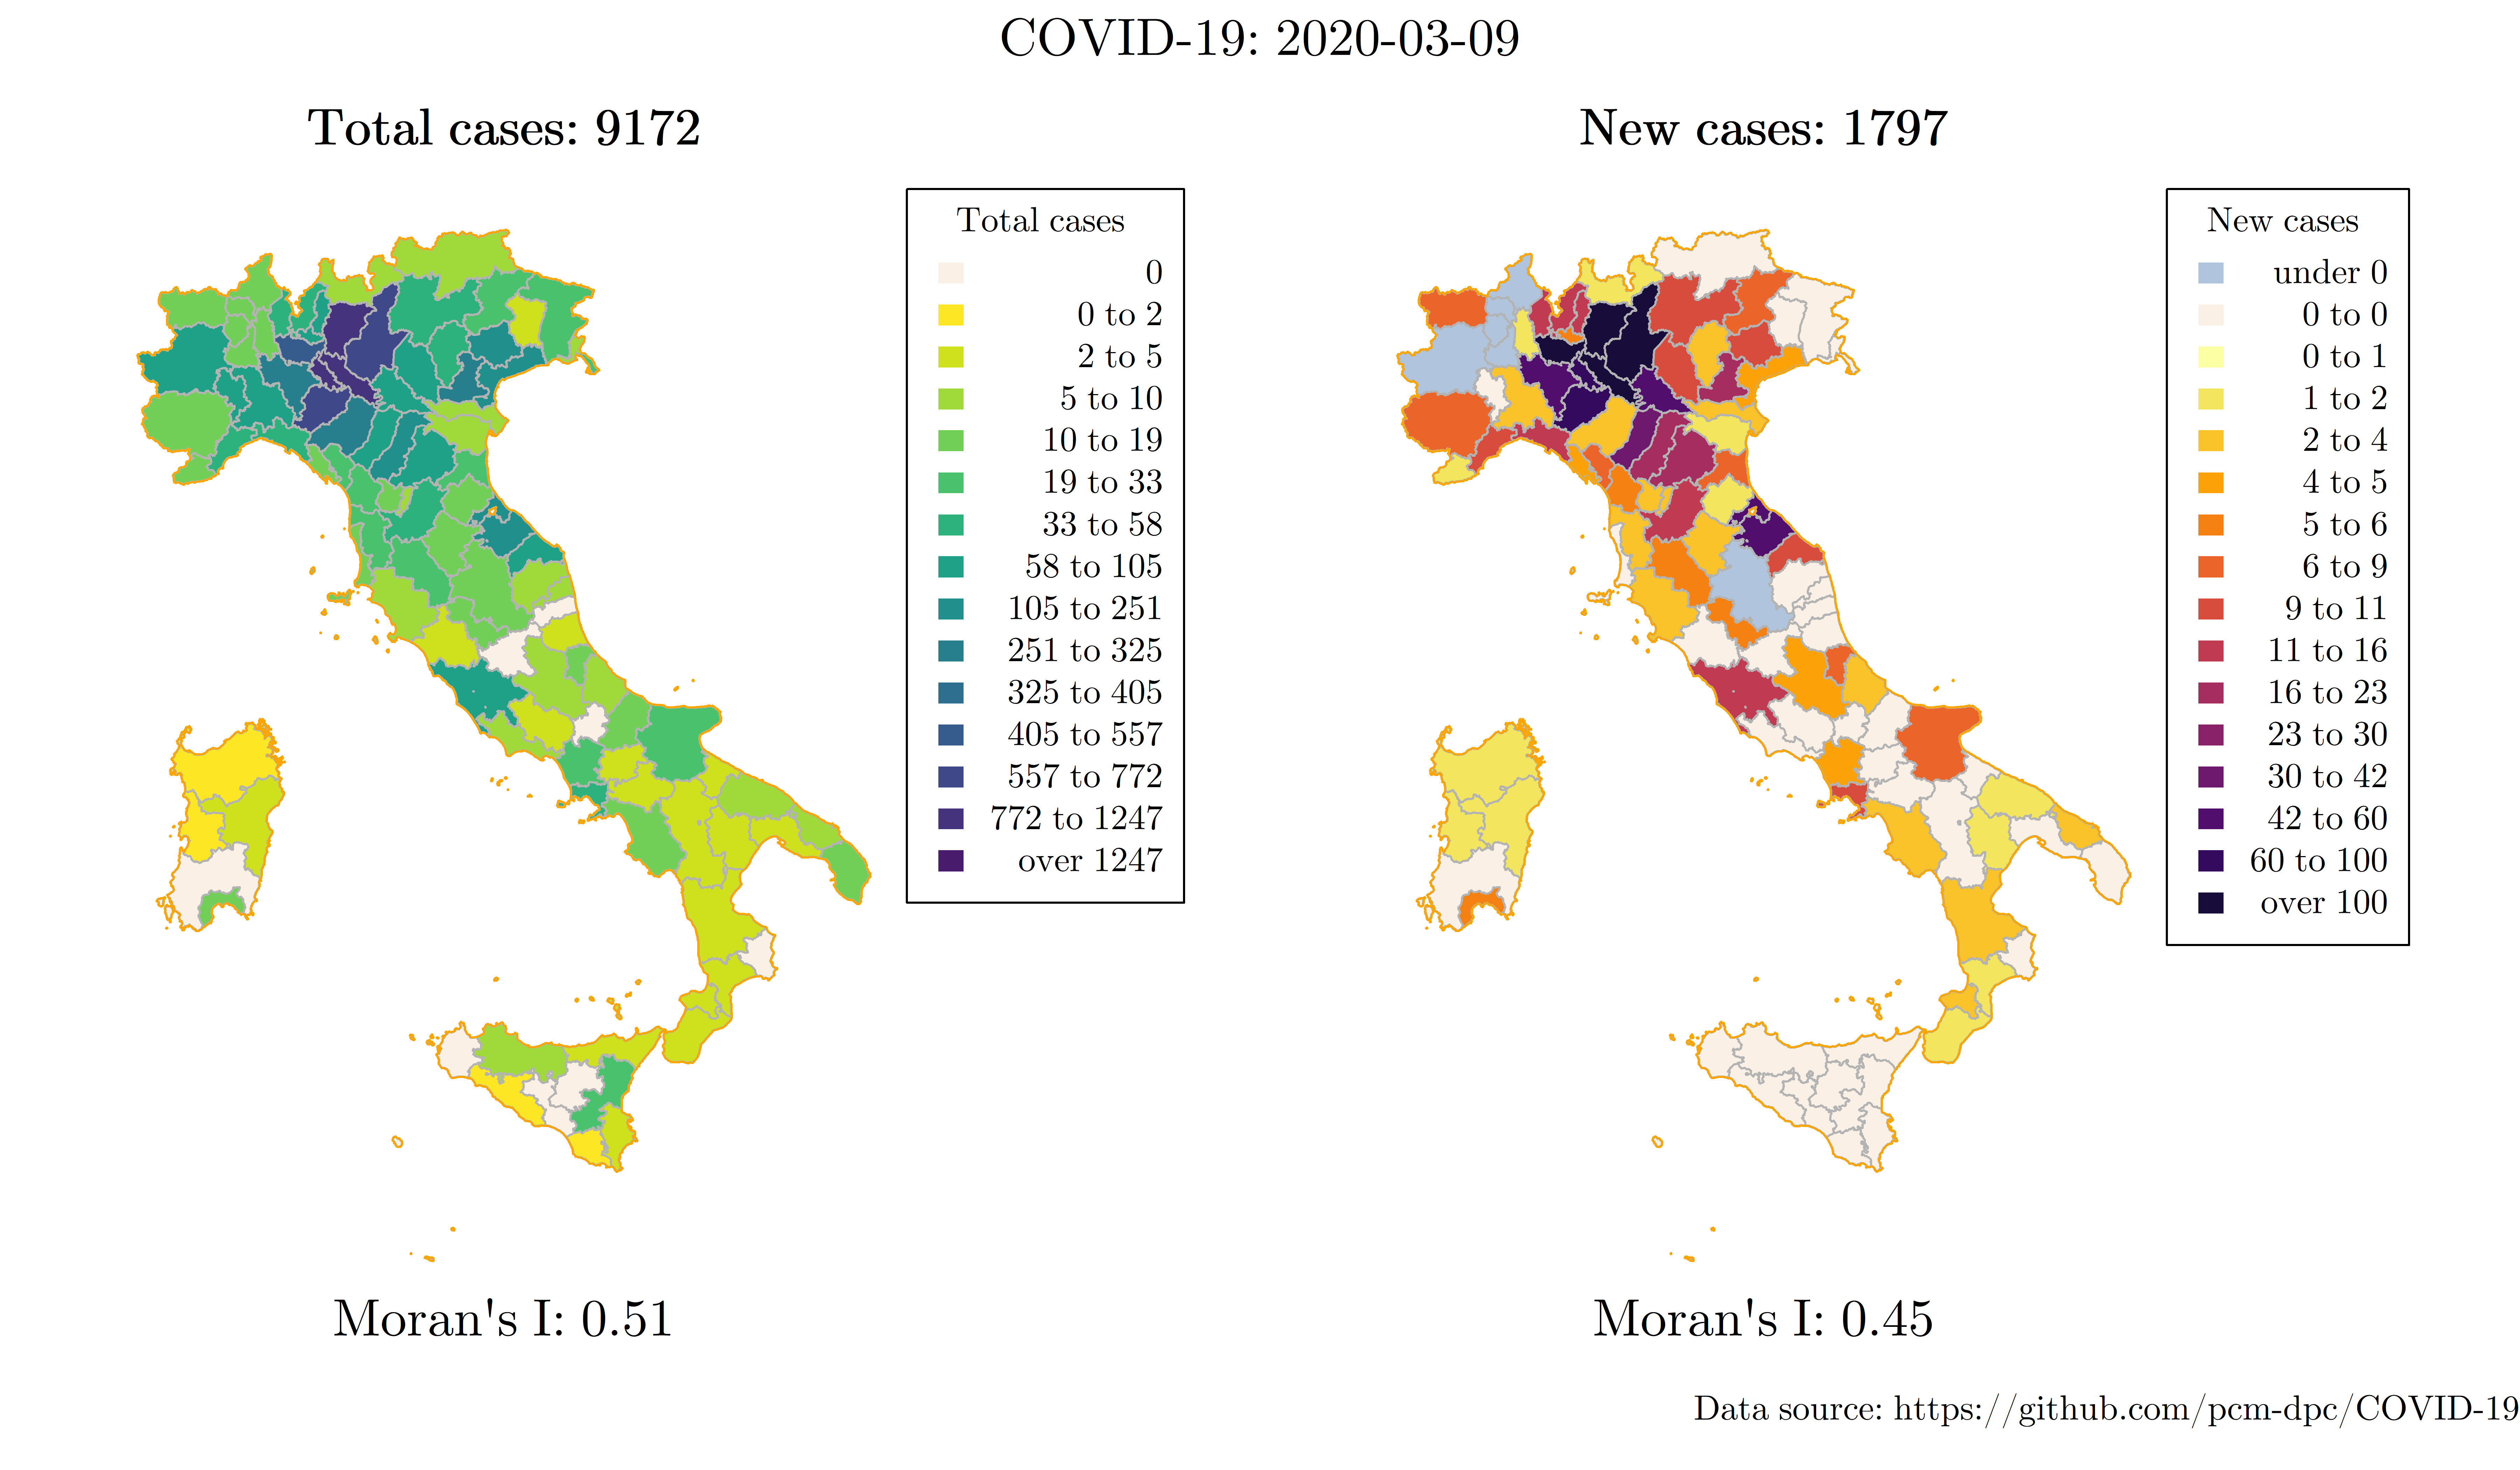 COVID-19: 2020-03-09
Total cases: 9172
Total cases
0
0 to 2
2 to 5
5 to 10
10 to 19
19 to 33
33 to 58
58 to 105
105 to 251
251 to 325
325 to 405
405 to 557
557 to 772
772 to 1247
over 1247
Moran's I: 0.51
New cases: 1797
New cases
under 0
0 to 0
0 to 1
1 to 2
2 to 4
4 to 5
5 to 6
6 to 9
9 to 11
11 to 16
16 to 23
23 to 30
30 to 42
42 to 60
60 to 100
over 100
Moran's I: 0.45
Data source: https://github.com/pcm-dpc/COVID-19